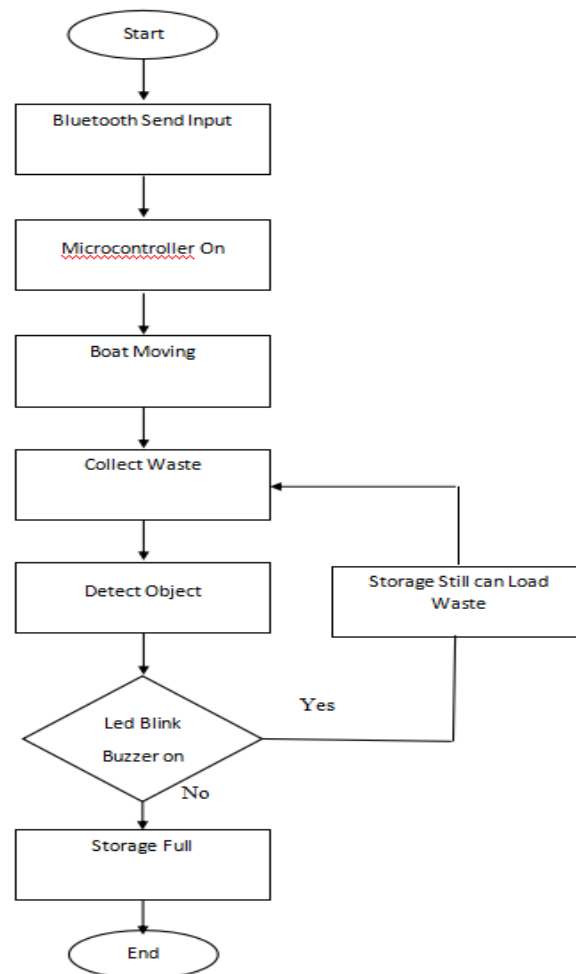 Start
Bluetooth Send Input
Microcontroller On
Boat Moving
Collect Waste
Detect Object
Storage Still can Load
Waste
Led Blink
Buzzer on
Yes
No
Storage Full
End